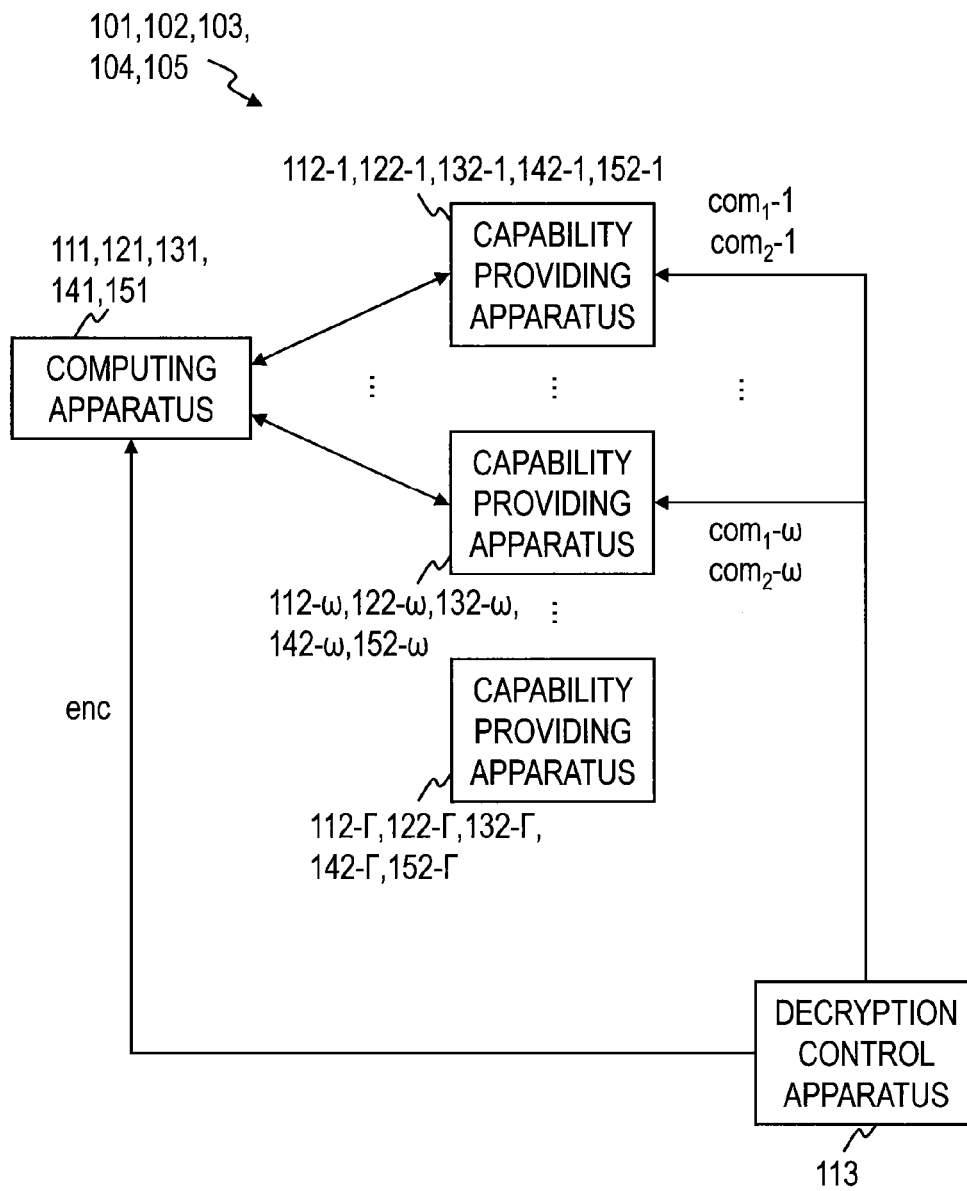 101,102,103,
104,105
112-1,122-1,132-1,142-1,152-1
CAPABILITY
PROVIDING
APPARATUS
com₁-1
com₂-1
111,121,131,
141,151
COMPUTING
APPARATUS
⋮
⋮
⋮
CAPABILITY
PROVIDING
APPARATUS
com₁-ω
com₂-ω
112-ω,122-ω,132-ω,
142-ω,152-ω
⋮
CAPABILITY
PROVIDING
APPARATUS
enc
112-Γ,122-Γ,132-Γ,
142-Γ,152-Γ
DECRYPTION
CONTROL
APPARATUS
113